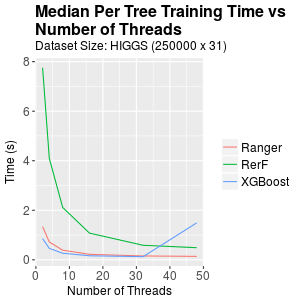 Median Per Tree Training Time vs
Number of Threads
Dataset Size: HIGGS (250000 x 31)
8
6
4
2
0
Time (s)
0 10 20 30 40 50
Number of Threads
Ranger
RerF
XGBoost